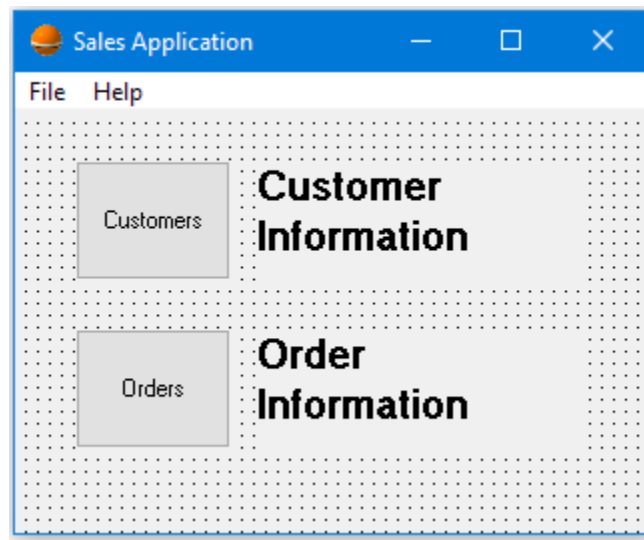 Sales Application
File Help
Customers
Customer
Information
Orders
Order
Information